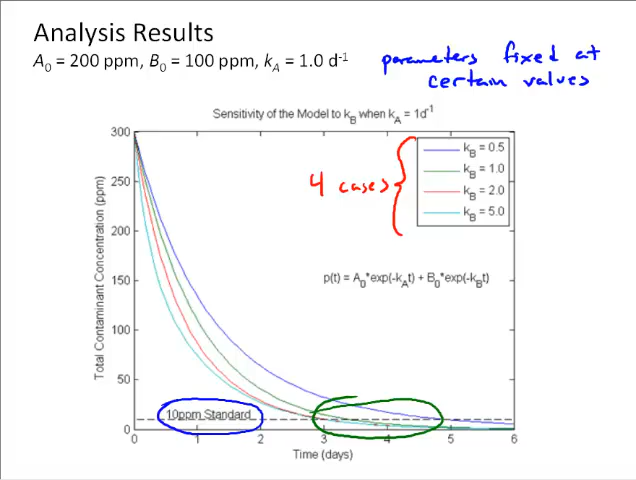 Analysis Results
A₀ = 200 ppm, B₀ = 100 ppm, kA = 1.0 d⁻¹
parameters fixed at
certain values
Sensitivity of the Model to kB when kA = 1d⁻¹
300
250
200
150
100
50
0
Total Contaminant Concentration (ppm)
4 cases
kB = 0.5
kB = 1.0
kB = 2.0
kB = 5.0
p(t) = A₀*exp(-kAt) + B₀*exp(-kBt)
10ppm Standard
0 1 2 3 4 5 6
Time (days)